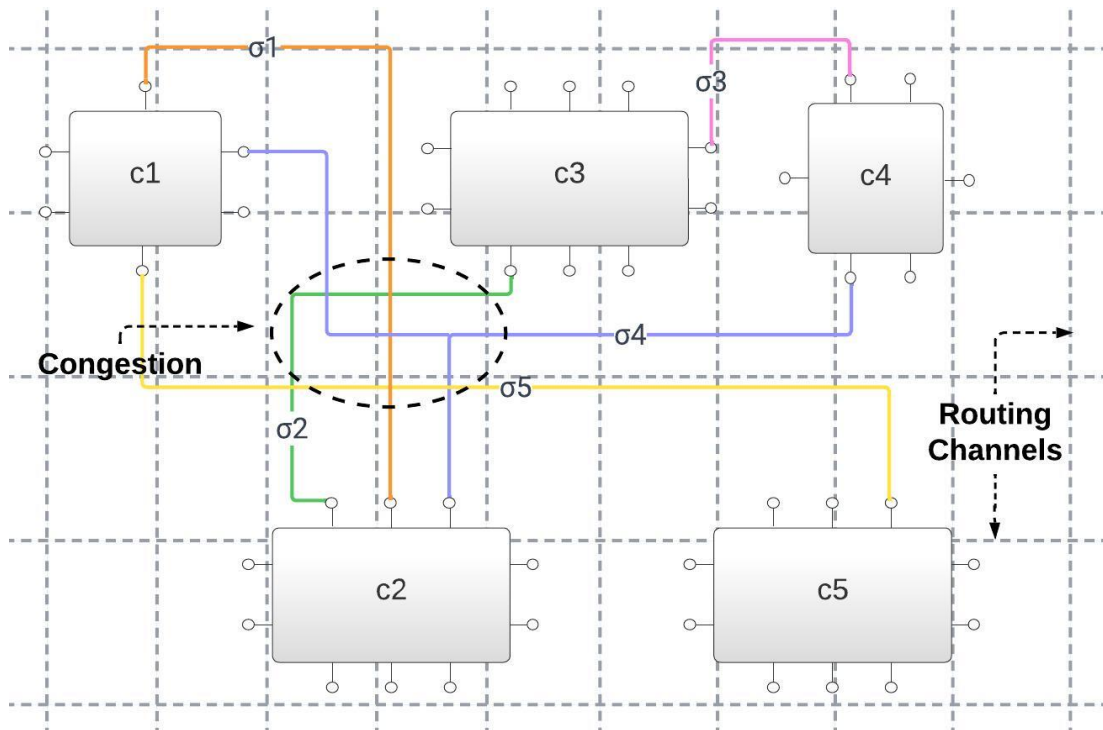 σ1
σ3
c1
c3
c4
σ4
Congestion
σ5
σ2
Routing
Channels
c2
c5